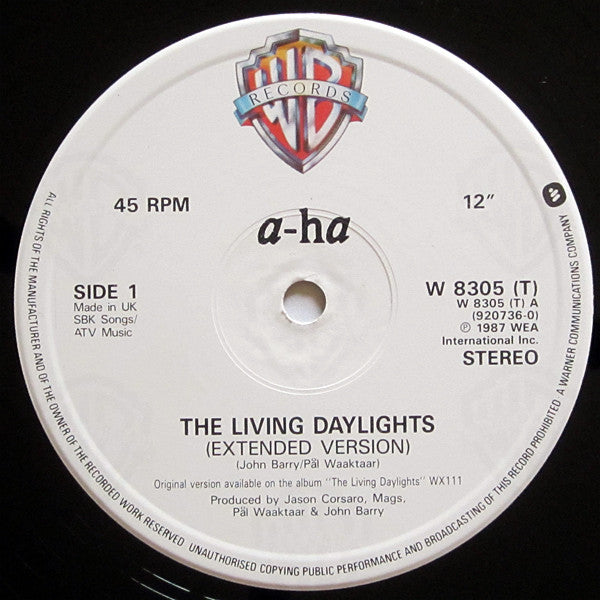 WB
RECORDS
45 RPM
12"
a-ha
SIDE 1
Made in UK
SBK Songs/
ATV Music
W 8305 (T)
W 8305 (T) A
(920736-0)
℗ 1987 WEA
International Inc.
STEREO
THE LIVING DAYLIGHTS
(EXTENDED VERSION)
(John Barry/Pål Waaktaar)
Original version available on the album "The Living Daylights" WX111
Produced by Jason Corsaro, Mags,
Pål Waaktaar & John Barry
ALL RIGHTS OF THE MANUFACTURER AND OF THE OWNER OF THE RECORDED WORK RESERVED. UNAUTHORISED COPYING PUBLIC PERFORMANCE AND BROADCASTING OF THIS RECORD PROHIBITED. A WARNER COMMUNICATIONS COMPANY